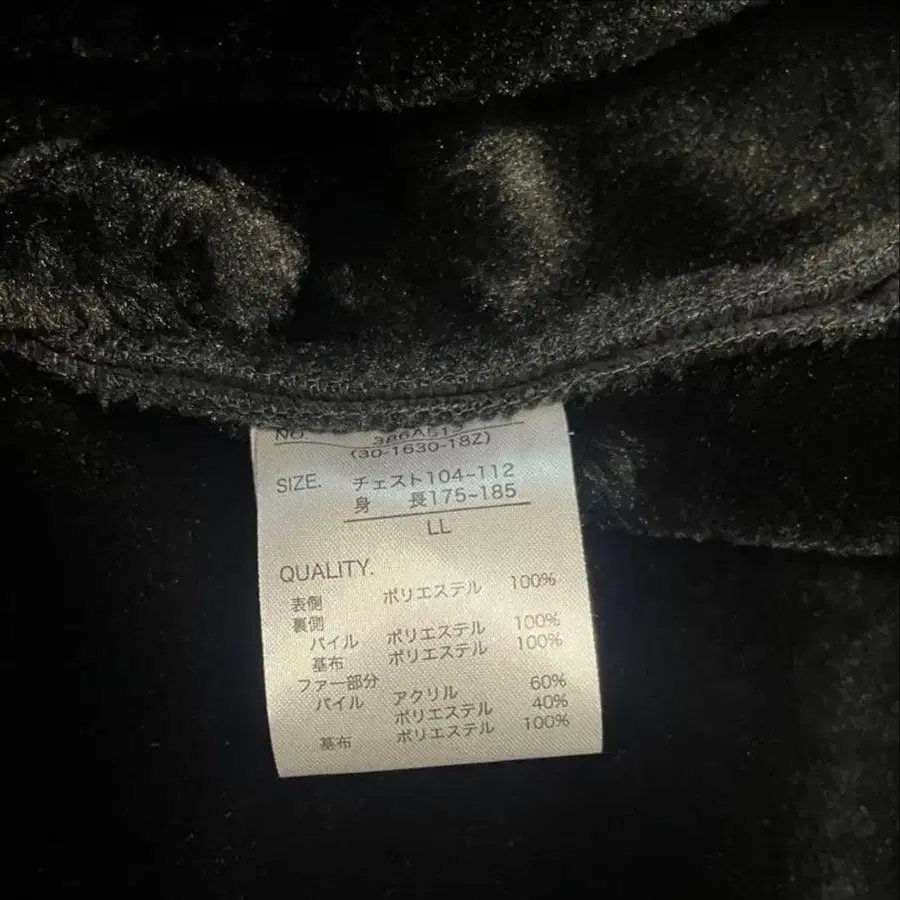 NO.
(30-1630-18Z)
SIZE. チェスト104~112
身 長175~185
LL
QUALITY.
表側 ポリエステル 100%
裏側
パイル ポリエステル 100%
基布 ポリエステル 100%
ファー部分
パイル アクリル 60%
ポリエステル 40%
基布 ポリエステル 100%